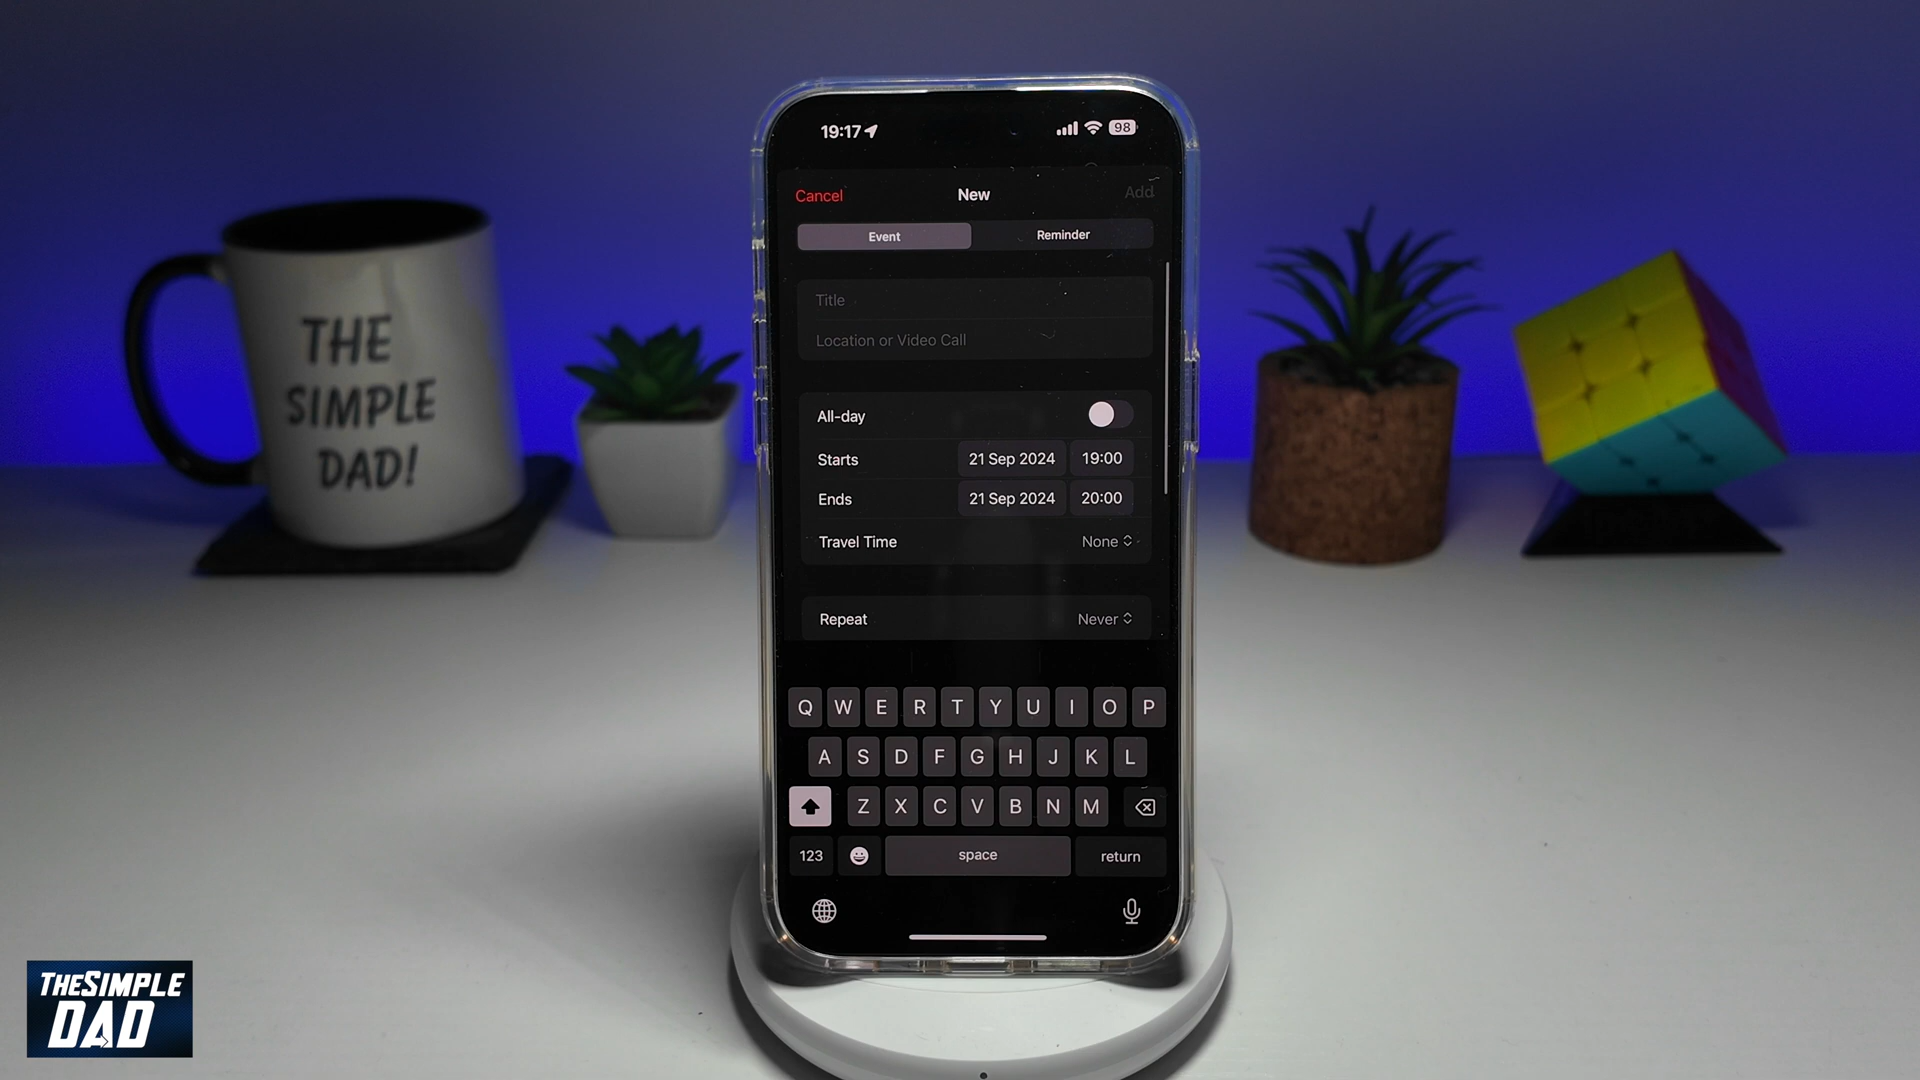 19:17
98
Cancel
New
Add
Event
Reminder
Title
Location or Video Call
All-day
Starts
21 Sep 2024
19:00
Ends
21 Sep 2024
20:00
Travel Time
None
Repeat
Never
Q W E R T Y U I O P
A S D F G H J K L
Z X C V B N M
123
space
return
THE
SIMPLE
DAD!
THESIMPLE
DAD